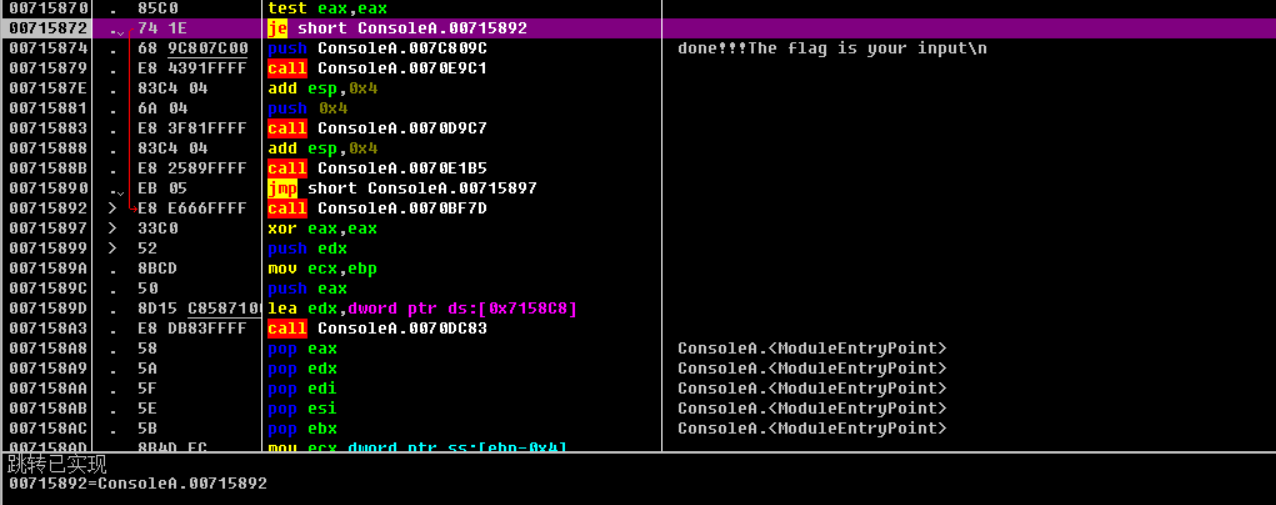 00715870 . 85C0 test eax,eax
00715872 . 74 1E je short ConsoleA.00715892
00715874 . 68 9C807C00 push ConsoleA.007C809C done!!!The flag is your input\n
00715879 . E8 4391FFFF call ConsoleA.0070E9C1
0071587E . 83C4 04 add esp,0x4
00715881 . 6A 04 push 0x4
00715883 . E8 3F81FFFF call ConsoleA.0070D9C7
00715888 . 83C4 04 add esp,0x4
0071588B . E8 2589FFFF call ConsoleA.0070E1B5
00715890 . EB 05 jmp short ConsoleA.00715897
00715892 > E8 E666FFFF call ConsoleA.0070BF7D
00715897 > 33C0 xor eax,eax
00715899 > 52 push edx
0071589A . 8BCD mov ecx,ebp
0071589C . 50 push eax
0071589D . 8D15 C8587100 lea edx,dword ptr ds:[0x7158C8]
007158A3 . E8 DB83FFFF call ConsoleA.0070DC83
007158A8 . 58 pop eax ConsoleA.<ModuleEntryPoint>
007158A9 . 5A pop edx ConsoleA.<ModuleEntryPoint>
007158AA . 5F pop edi ConsoleA.<ModuleEntryPoint>
007158AB . 5E pop esi ConsoleA.<ModuleEntryPoint>
007158AC . 5B pop ebx ConsoleA.<ModuleEntryPoint>
007158AD . 8B4D FC mov ecx,dword ptr ss:[ebp-0x4]
跳转已实现
00715892=ConsoleA.00715892